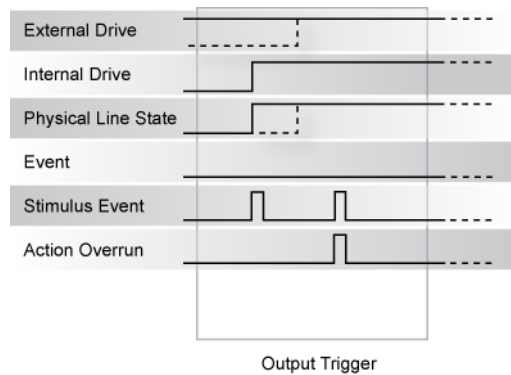 External Drive
Internal Drive
Physical Line State
Event
Stimulus Event
Action Overrun
Output Trigger